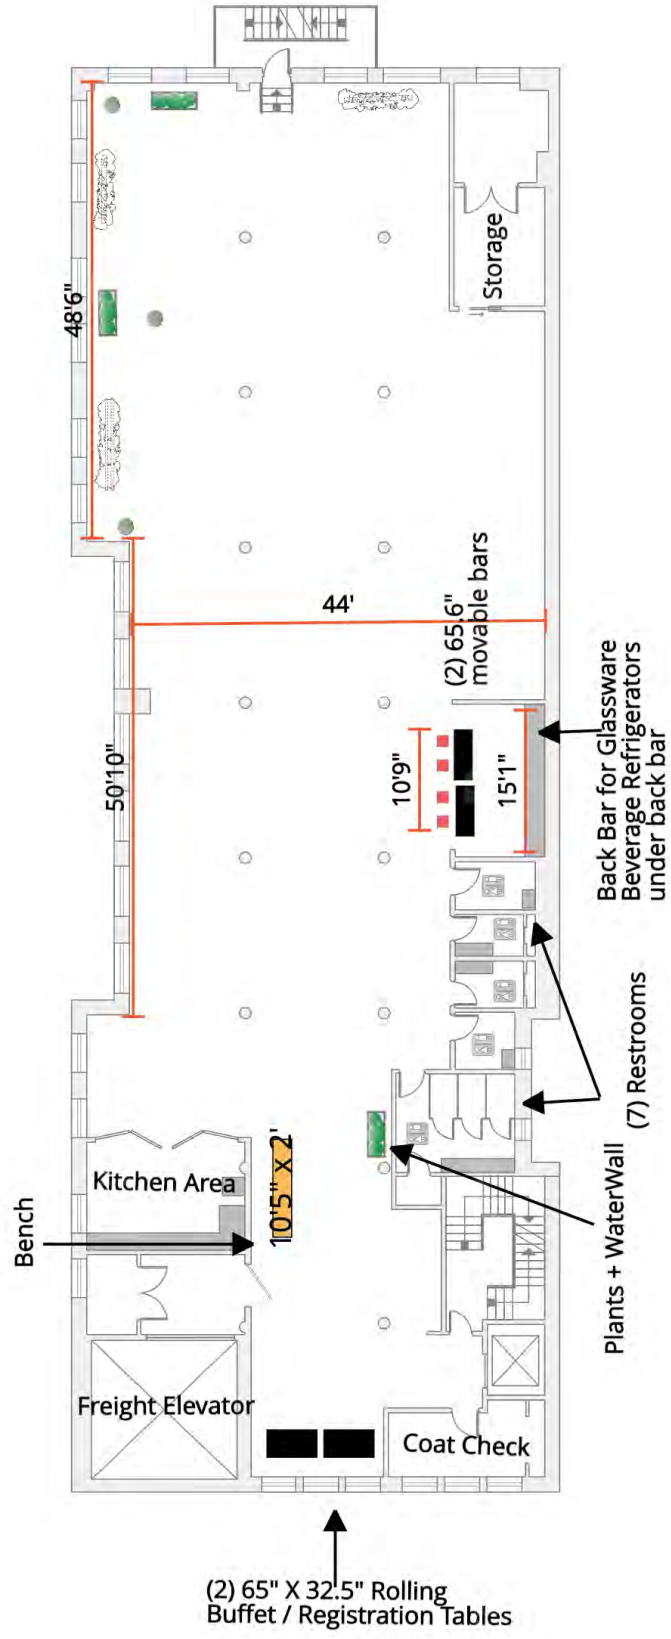 Storage
48'6"
44'
(2) 65.6"
movable bars
50'10"
10'9"
15'1"
Back Bar for Glassware
Beverage Refrigerators
under back bar
(7) Restrooms
Kitchen Area
10'5" x 2'
Bench
Plants + WaterWall
Freight Elevator
Coat Check
(2) 65" X 32.5" Rolling
Buffet / Registration Tables